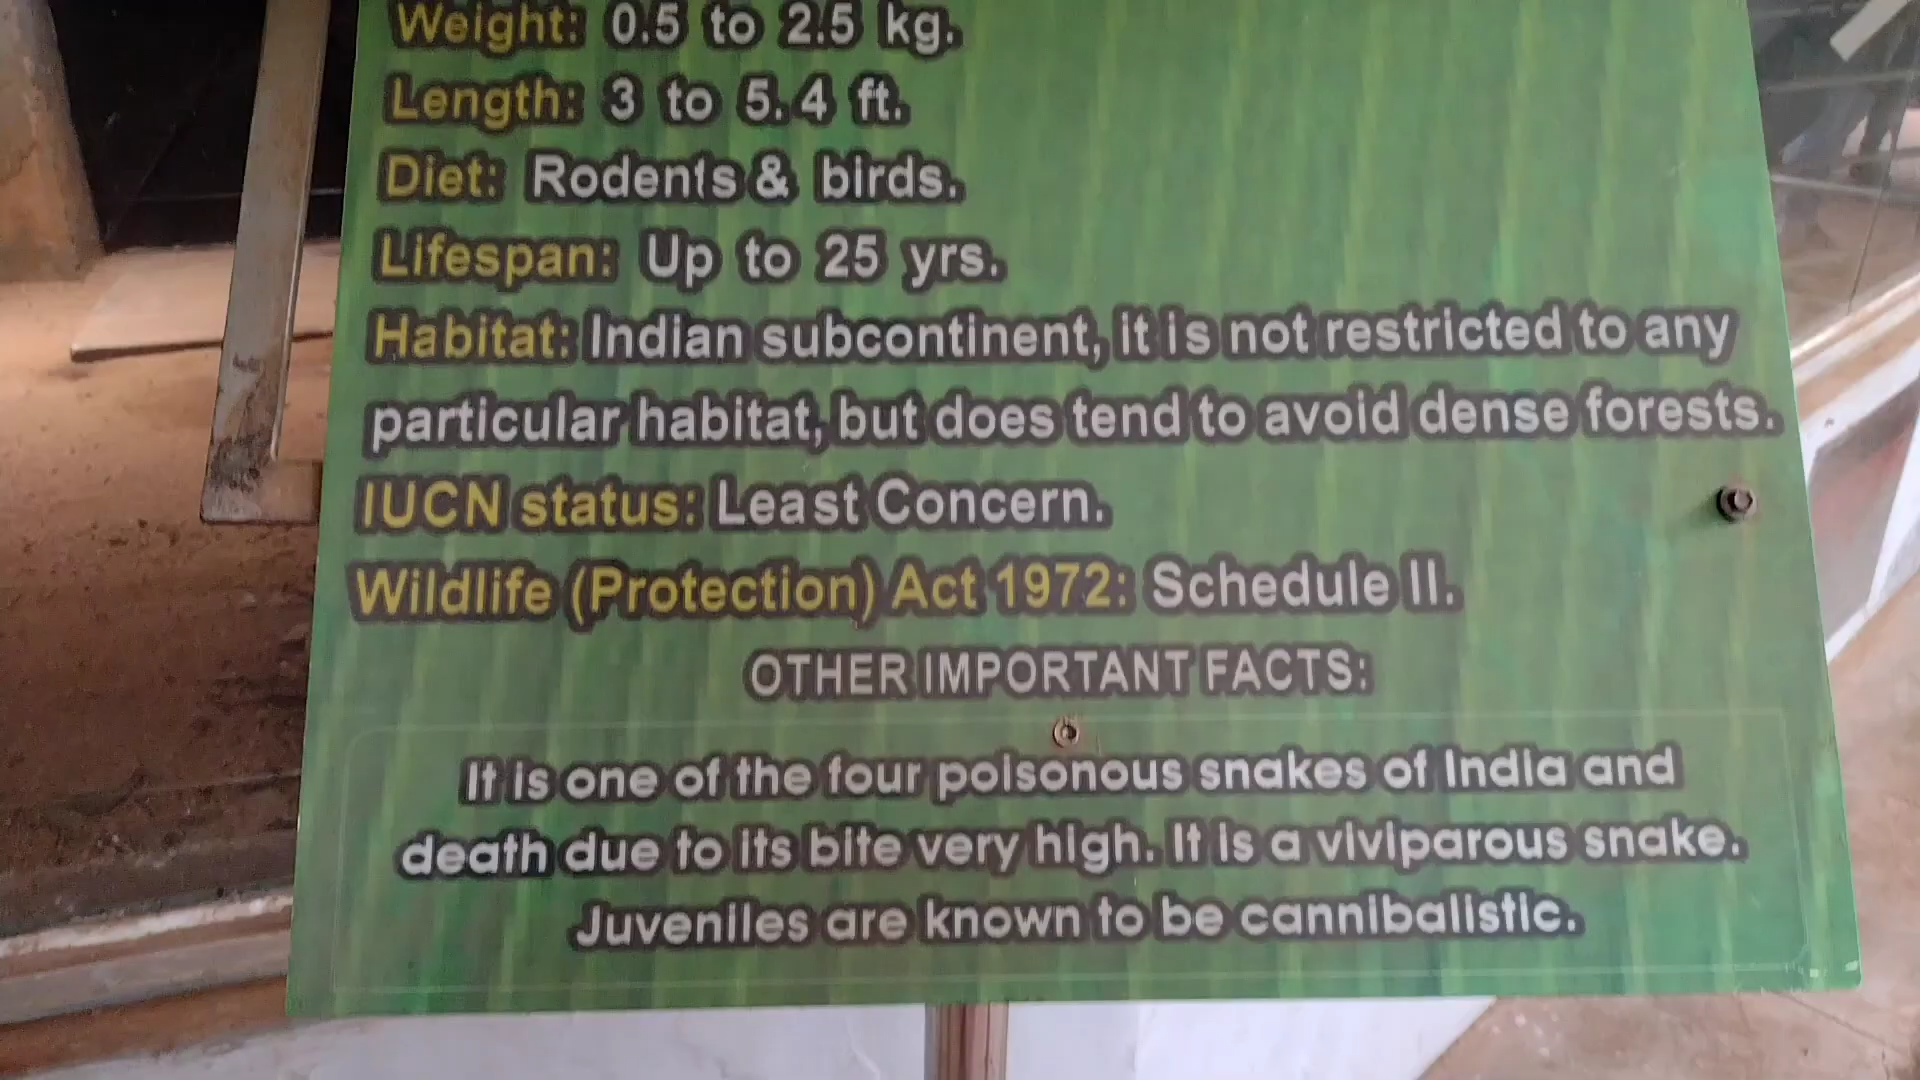 Weight: 0.5 to 2.5 kg.
Length: 3 to 5.4 ft.
Diet: Rodents & birds.
Lifespan: Up to 25 yrs.
Habitat: Indian subcontinent, it is not restricted to any
particular habitat, but does tend to avoid dense forests.
IUCN status: Least Concern.
Wildlife (Protection) Act 1972: Schedule II.
OTHER IMPORTANT FACTS:
It is one of the four poisonous snakes of India and
death due to its bite very high. It is a viviparous snake.
Juveniles are known to be cannibalistic.